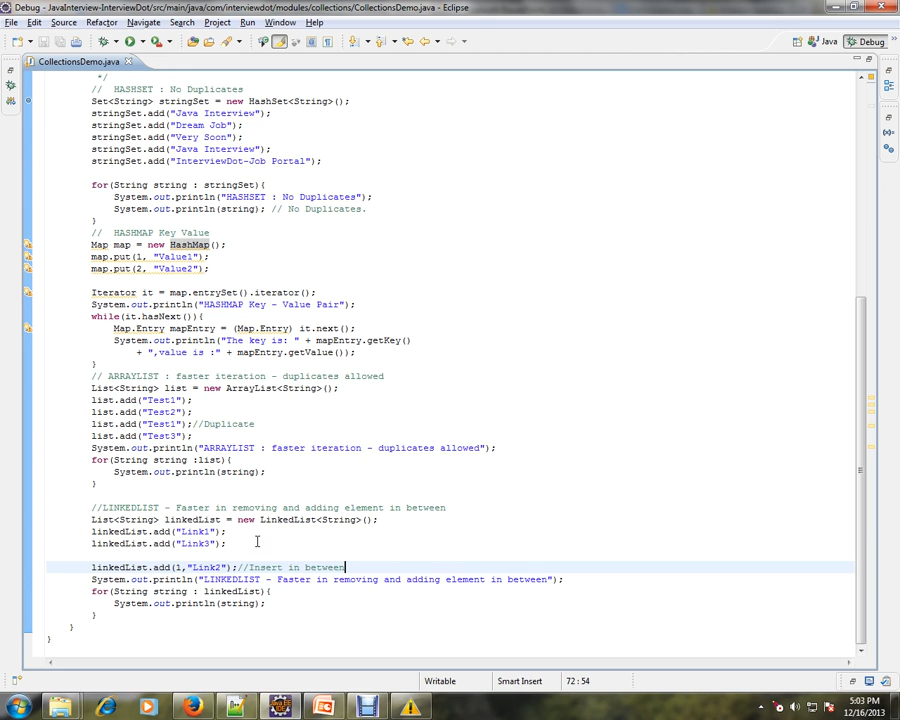 Debug - JavaInterview-InterviewDot/src/main/java/com/interviewdot/modules/collections/CollectionsDemo.java - Eclipse
File Edit Source Refactor Navigate Search Project Run Window Help
Java Debug
CollectionsDemo.java
*/
// HASHSET : No Duplicates
Set<String> stringSet = new HashSet<String>();
stringSet.add("Java Interview");
stringSet.add("Dream Job");
stringSet.add("Very Soon");
stringSet.add("Java Interview");
stringSet.add("InterviewDot-Job Portal");
for(String string : stringSet){
System.out.println("HASHSET : No Duplicates");
System.out.println(string); // No Duplicates.
}
// HASHMAP Key Value
Map map = new HashMap();
map.put(1, "Value1");
map.put(2, "Value2");
Iterator it = map.entrySet().iterator();
System.out.println("HASHMAP Key - Value Pair");
while(it.hasNext()){
Map.Entry mapEntry = (Map.Entry) it.next();
System.out.println("The key is: " + mapEntry.getKey()
+ ",value is :" + mapEntry.getValue());
}
// ARRAYLIST : faster iteration - duplicates allowed
List<String> list = new ArrayList<String>();
list.add("Test1");
list.add("Test2");
list.add("Test1");//Duplicate
list.add("Test3");
System.out.println("ARRAYLIST : faster iteration - duplicates allowed");
for(String string :list){
System.out.println(string);
}
//LINKEDLIST - Faster in removing and adding element in between
List<String> linkedList = new LinkedList<String>();
linkedList.add("Link1");
linkedList.add("Link3");
linkedList.add(1,"Link2");//Insert in between
System.out.println("LINKEDLIST - Faster in removing and adding element in between");
for(String string : linkedList){
System.out.println(string);
}
}
}
Writable Smart Insert 72 : 54
5:03 PM
12/16/2013